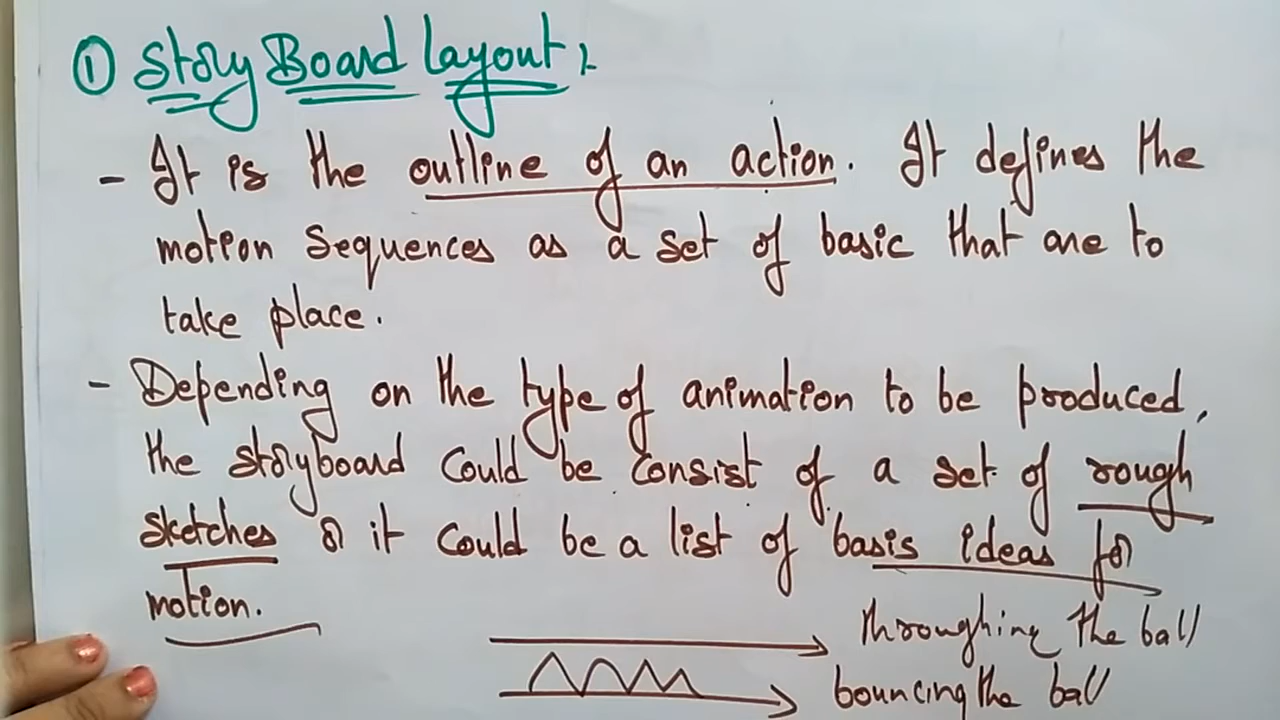 ① Story Board layout :
- It is the outline of an action. It defines the
motion sequences as a set of basic that are to
take place.
- Depending on the type of animation to be produced,
the storyboard could be consist of a set of rough
sketches or it could be a list of basis ideas for
motion.
throughing the ball
bouncing the ball